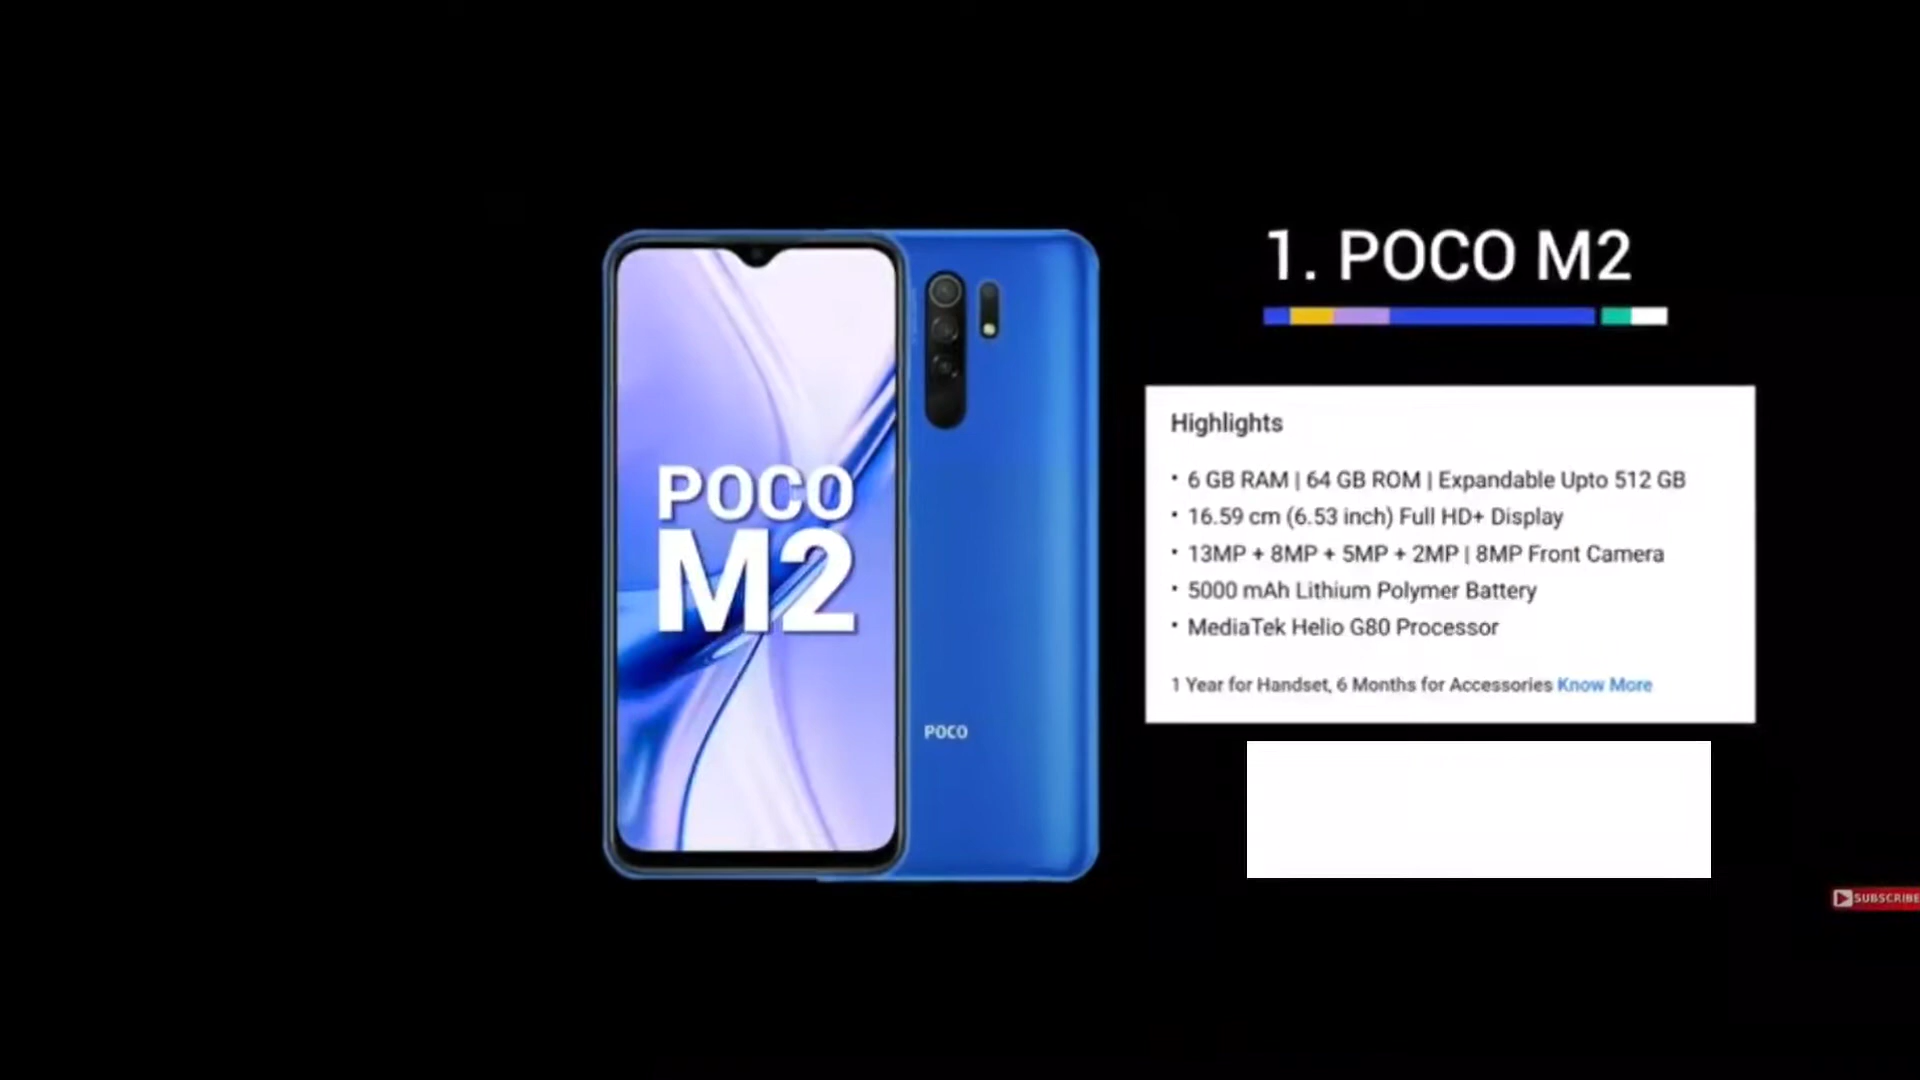 1. POCO M2
POCO
M2
POCO
Highlights
• 6 GB RAM | 64 GB ROM | Expandable Upto 512 GB
• 16.59 cm (6.53 inch) Full HD+ Display
• 13MP + 8MP + 5MP + 2MP | 8MP Front Camera
• 5000 mAh Lithium Polymer Battery
• MediaTek Helio G80 Processor
1 Year for Handset, 6 Months for Accessories Know More
SUBSCRIBE